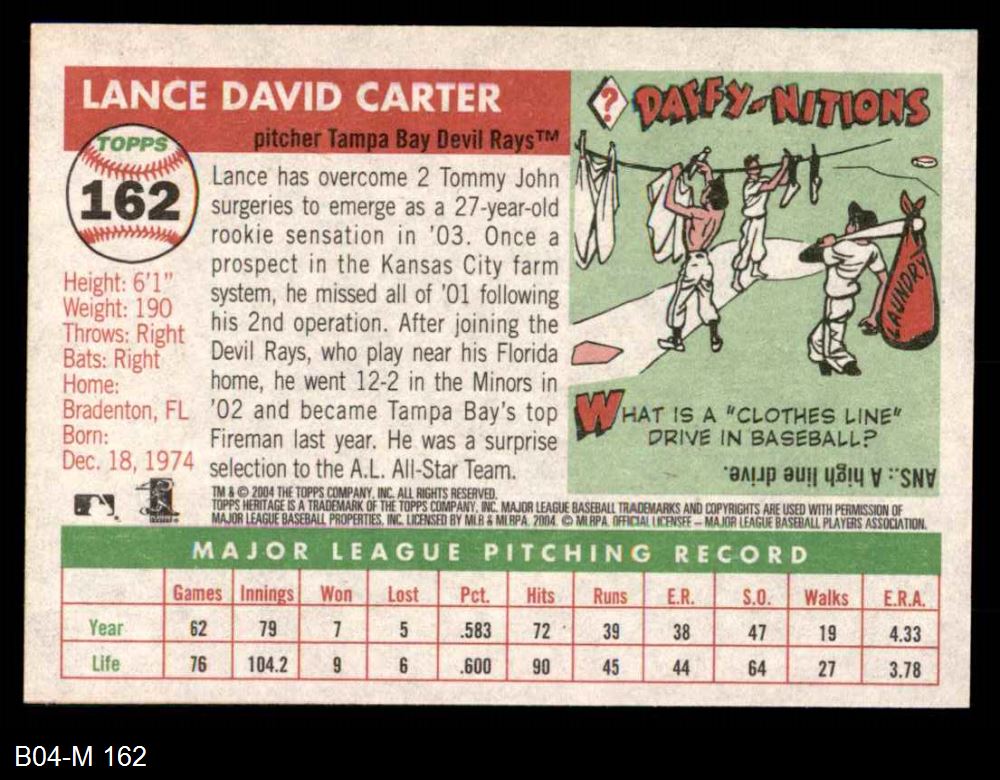 LANCE DAVID CARTER
pitcher Tampa Bay Devil Rays™
TOPPS
162
Height: 6'1"
Weight: 190
Throws: Right
Bats: Right
Home:
Bradenton, FL
Born:
Dec. 18, 1974
Lance has overcome 2 Tommy John
surgeries to emerge as a 27-year-old
rookie sensation in '03. Once a
prospect in the Kansas City farm
system, he missed all of '01 following
his 2nd operation. After joining the
Devil Rays, who play near his Florida
home, he went 12-2 in the Minors in
'02 and became Tampa Bay's top
Fireman last year. He was a surprise
selection to the A.L. All-Star Team.
? DAFFY-NITIONS
LAUNDRY
WHAT IS A "CLOTHES LINE"
DRIVE IN BASEBALL?
ANS.: A high line drive.
TM & © 2004 THE TOPPS COMPANY, INC. ALL RIGHTS RESERVED.
TOPPS HERITAGE IS A TRADEMARK OF THE TOPPS COMPANY, INC. MAJOR LEAGUE BASEBALL TRADEMARKS AND COPYRIGHTS ARE USED WITH PERMISSION OF
MAJOR LEAGUE BASEBALL PROPERTIES, INC. LICENSED BY MLB & MLBPA. 2004. © MLBPA. OFFICIAL LICENSEE – MAJOR LEAGUE BASEBALL PLAYERS ASSOCIATION.
MAJOR LEAGUE PITCHING RECORD
Games Innings Won Lost Pct. Hits Runs E.R. S.O. Walks E.R.A.
Year 62 79 7 5 .583 72 39 38 47 19 4.33
Life 76 104.2 9 6 .600 90 45 44 64 27 3.78
B04-M 162